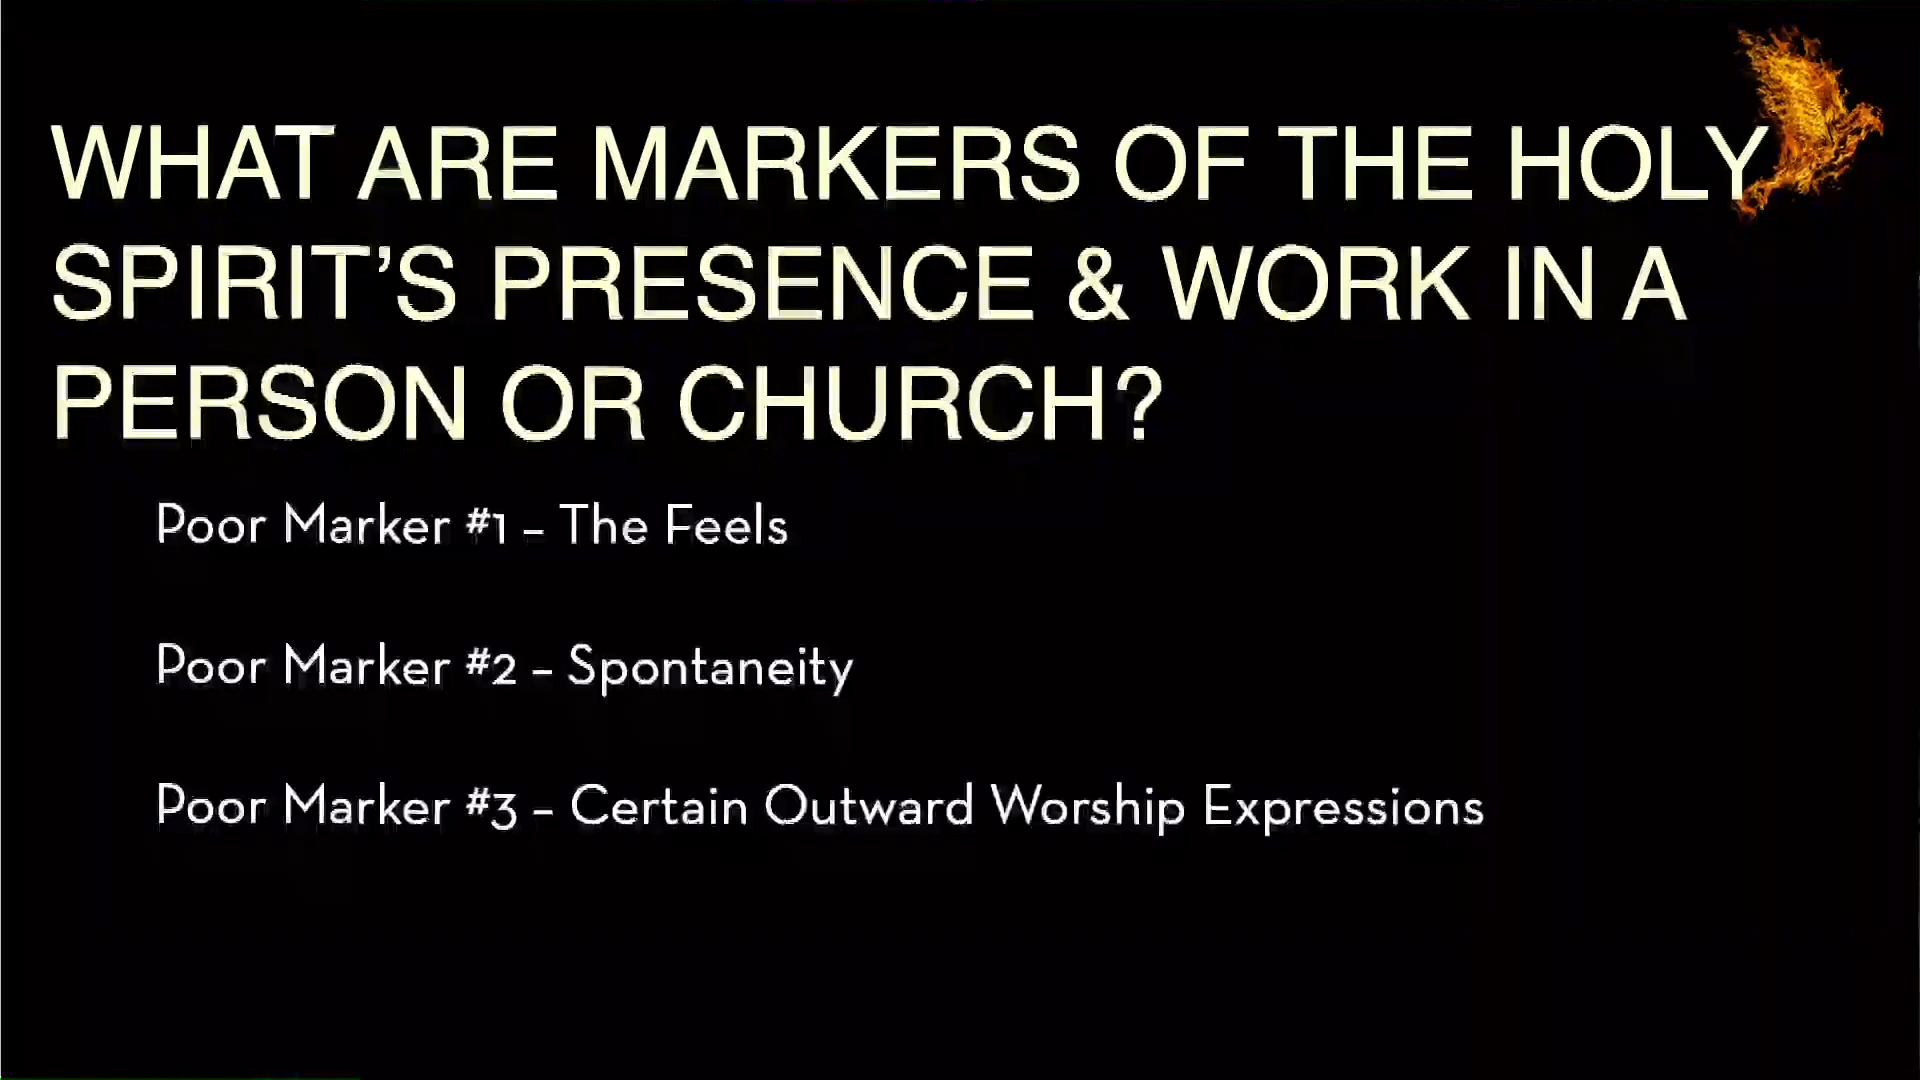 WHAT ARE MARKERS OF THE HOLY
SPIRIT’S PRESENCE & WORK IN A
PERSON OR CHURCH?
Poor Marker #1 – The Feels
Poor Marker #2 – Spontaneity
Poor Marker #3 – Certain Outward Worship Expressions